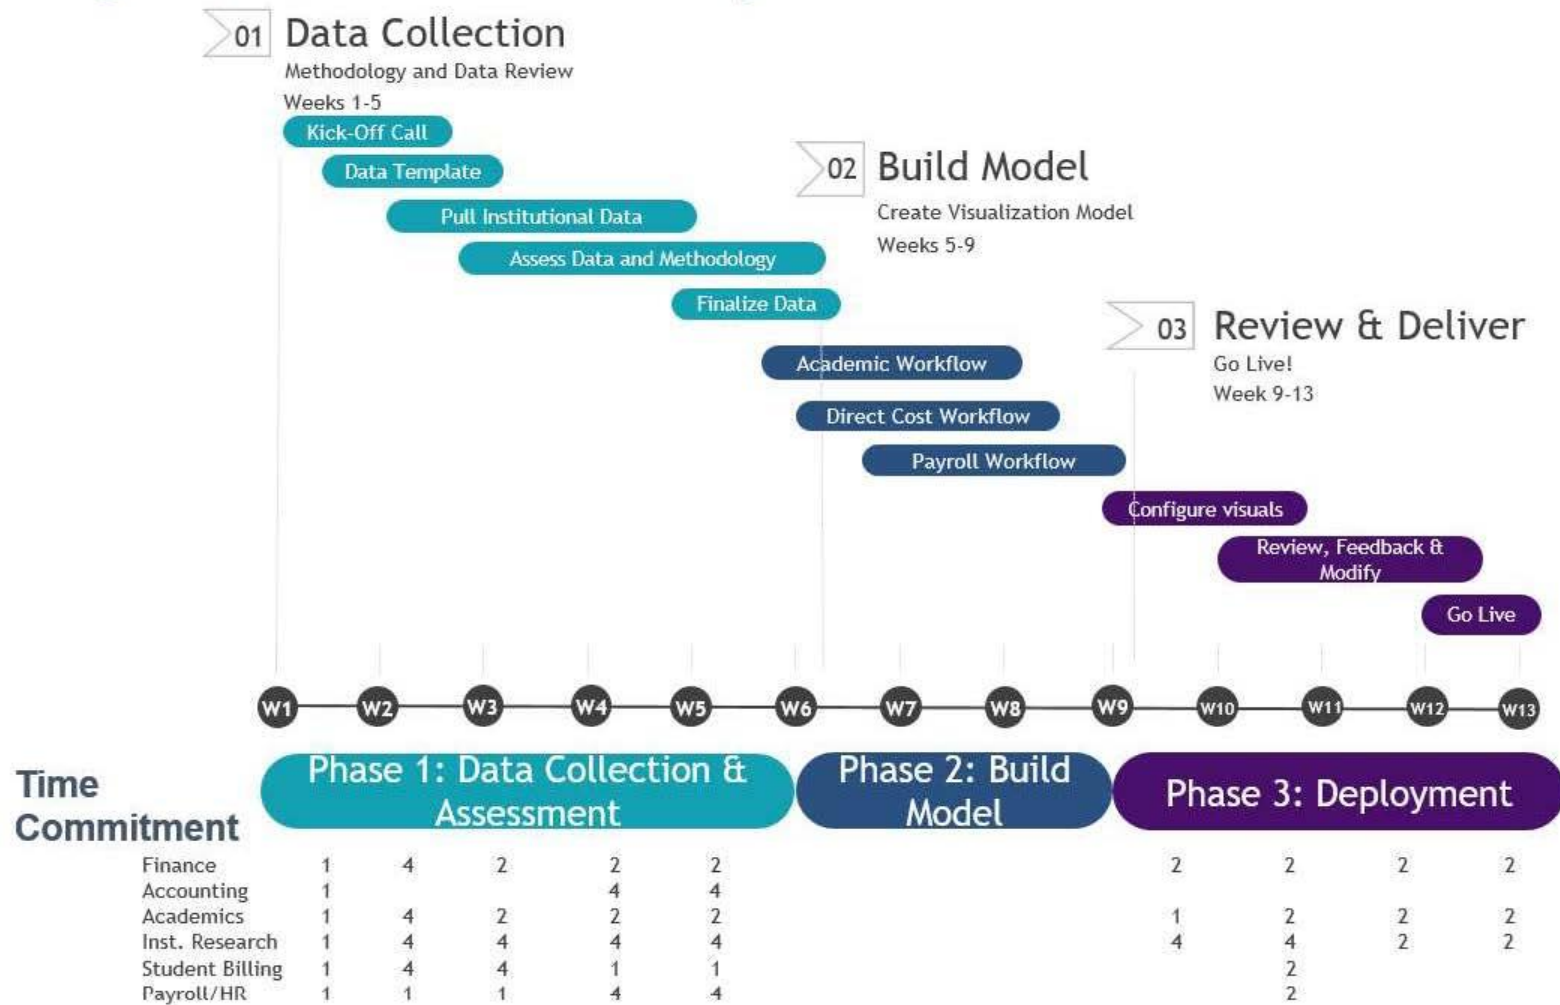 01 Data Collection
Methodology and Data Review
Weeks 1-5
Kick-Off Call
Data Template
Pull Institutional Data
Assess Data and Methodology
Finalize Data
02 Build Model
Create Visualization Model
Weeks 5-9
Academic Workflow
Direct Cost Workflow
Payroll Workflow
03 Review & Deliver
Go Live!
Week 9-13
Configure visuals
Review, Feedback &
Modify
Go Live
W1 W2 W3 W4 W5 W6 W7 W8 W9 W10 W11 W12 W13
Phase 1: Data Collection &
Assessment
Phase 2: Build
Model
Phase 3: Deployment
Time
Commitment
Finance 1 4 2 2 2 2 2 2 2
Accounting 1 4 4
Academics 1 4 2 2 2 1 2 2 2
Inst. Research 1 4 4 4 4 4 4 2 2
Student Billing 1 4 4 1 1 2
Payroll/HR 1 1 1 4 4 2